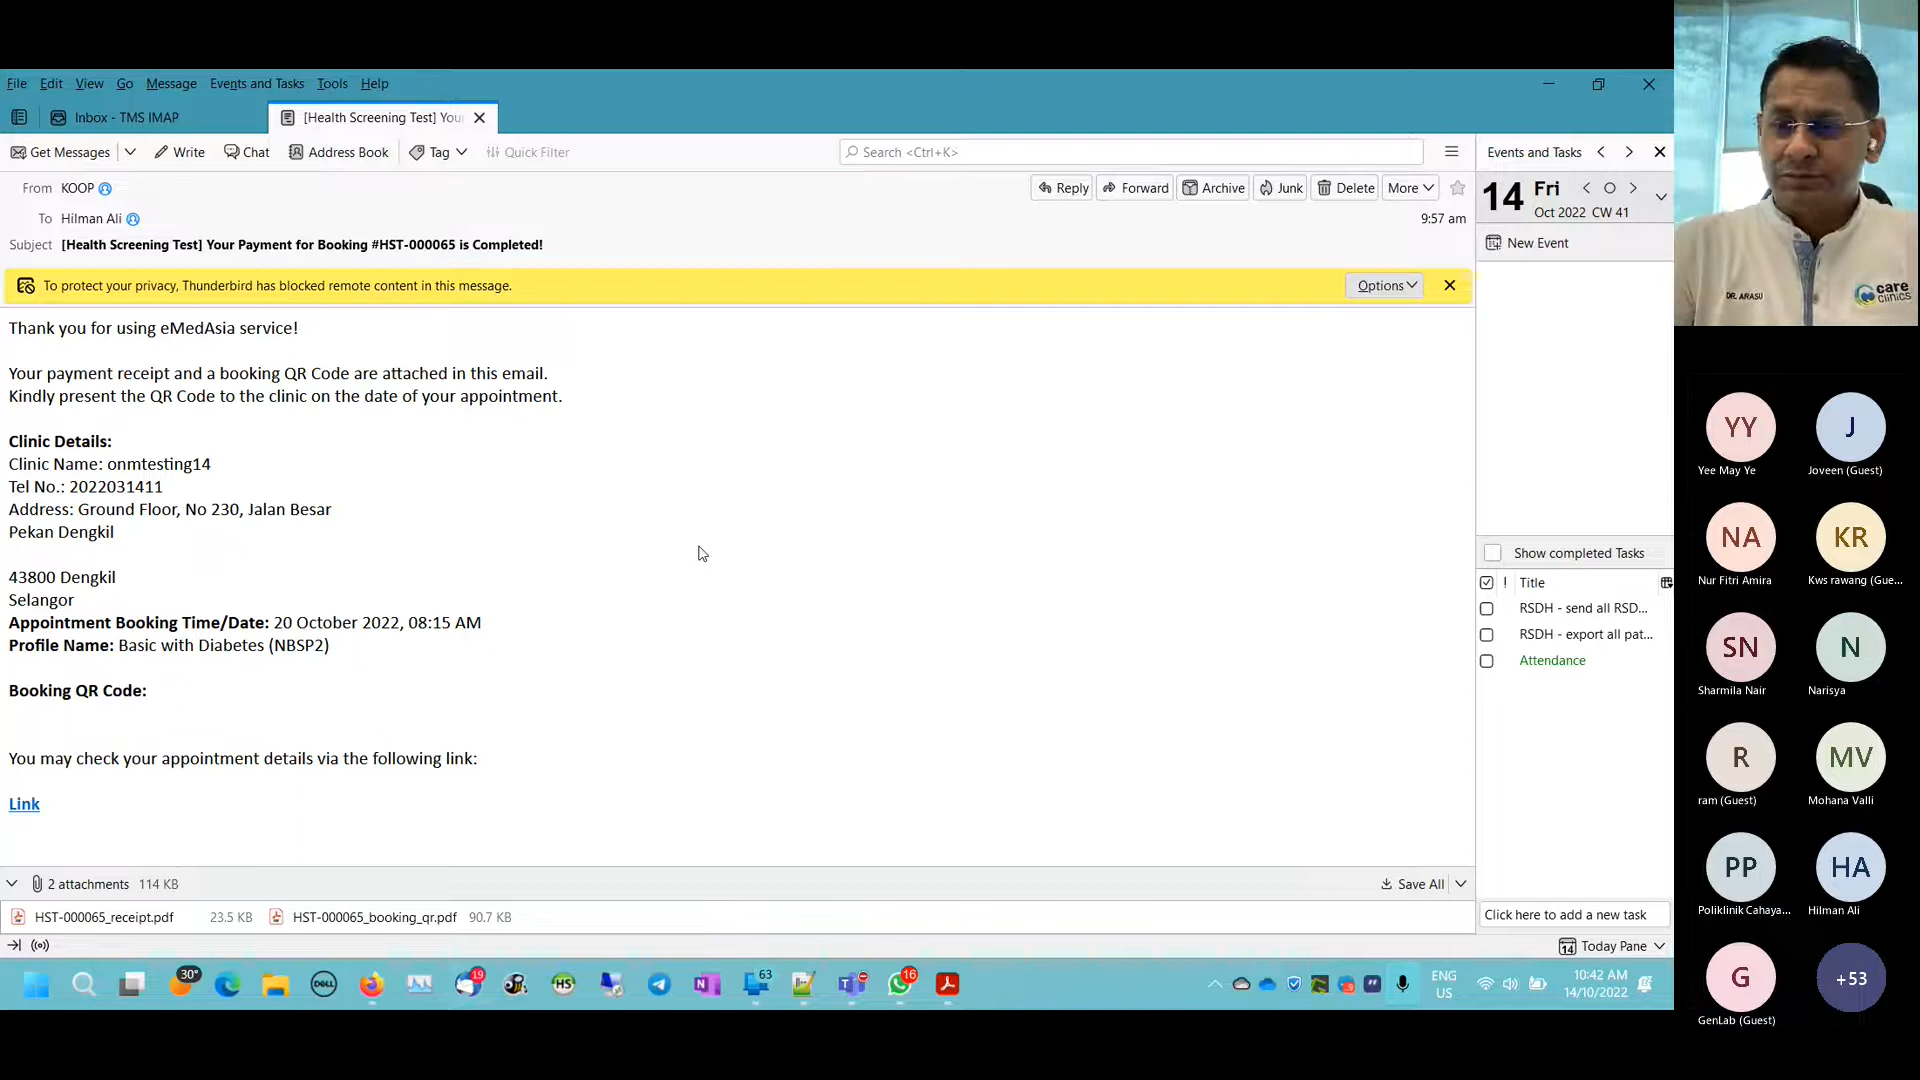 File Edit View Go Message Events and Tasks Tools Help
Inbox - TMS IMAP
[Health Screening Test] You
Get Messages Write Chat Address Book Tag Quick Filter
Search <Ctrl+K>
From KOOP
Reply Forward Archive Junk Delete More
To Hilman Ali
9:57 am
Subject [Health Screening Test] Your Payment for Booking #HST-000065 is Completed!
To protect your privacy, Thunderbird has blocked remote content in this message.
Options
Thank you for using eMedAsia service!
Your payment receipt and a booking QR Code are attached in this email.
Kindly present the QR Code to the clinic on the date of your appointment.
Clinic Details:
Clinic Name: onmtesting14
Tel No.: 2022031411
Address: Ground Floor, No 230, Jalan Besar
Pekan Dengkil
43800 Dengkil
Selangor
Appointment Booking Time/Date: 20 October 2022, 08:15 AM
Profile Name: Basic with Diabetes (NBSP2)
Booking QR Code:
You may check your appointment details via the following link:
Link
2 attachments 114 KB
Save All
HST-000065_receipt.pdf 23.5 KB
HST-000065_booking_qr.pdf 90.7 KB
Events and Tasks
14 Fri
Oct 2022 CW 41
New Event
Show completed Tasks
! Title
RSDH - send all RSD...
RSDH - export all pat...
Attendance
Click here to add a new task
14 Today Pane
30°
DELL
19
HS
N
63
T
16
ENG
US
10:42 AM
14/10/2022
DR. ARASU
care
clinics
YY
Yee May Ye
J
Joveen (Guest)
NA
Nur Fitri Amira
KR
Kws rawang (Gue...
SN
Sharmila Nair
N
Narisya
R
ram (Guest)
MV
Mohana Valli
PP
Poliklinik Cahaya...
HA
Hilman Ali
G
GenLab (Guest)
+53